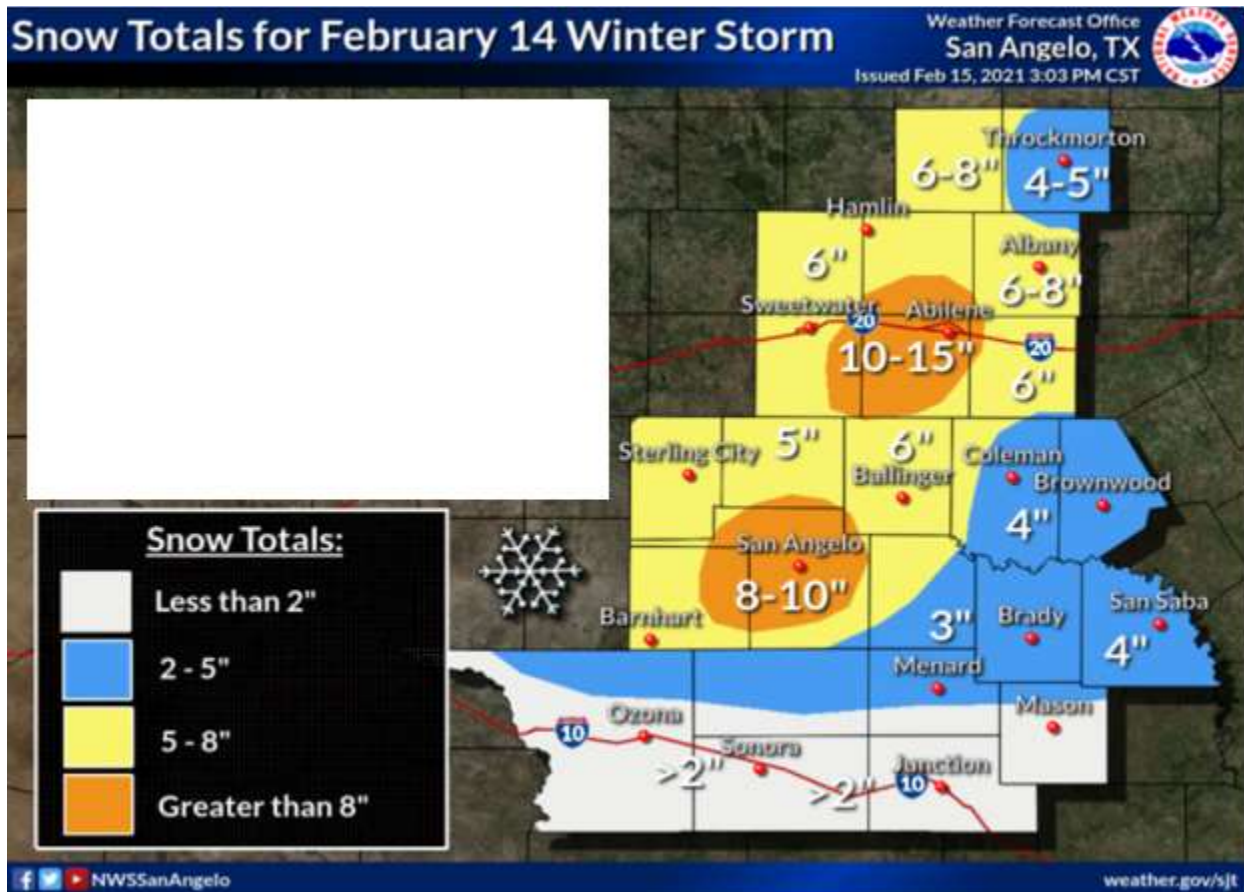 Snow Totals for February 14 Winter Storm
Weather Forecast Office
San Angelo, TX
Issued Feb 15, 2021 3:03 PM CST
Throckmorton
6-8"
4-5"
Hamlin
6"
Albany
6-8"
Sweetwater
20
Abilene
10-15"
20
6"
Sterling City
5"
6"
Ballinger
Coleman
Brownwood
4"
San Angelo
8-10"
Barnhart
3"
Brady
San Saba
4"
Menard
Mason
Ozona
10
Sonora
>2"
>2"
10
Junction
Snow Totals:
Less than 2"
2 - 5"
5 - 8"
Greater than 8"
NWSSanAngelo
weather.gov/sjt